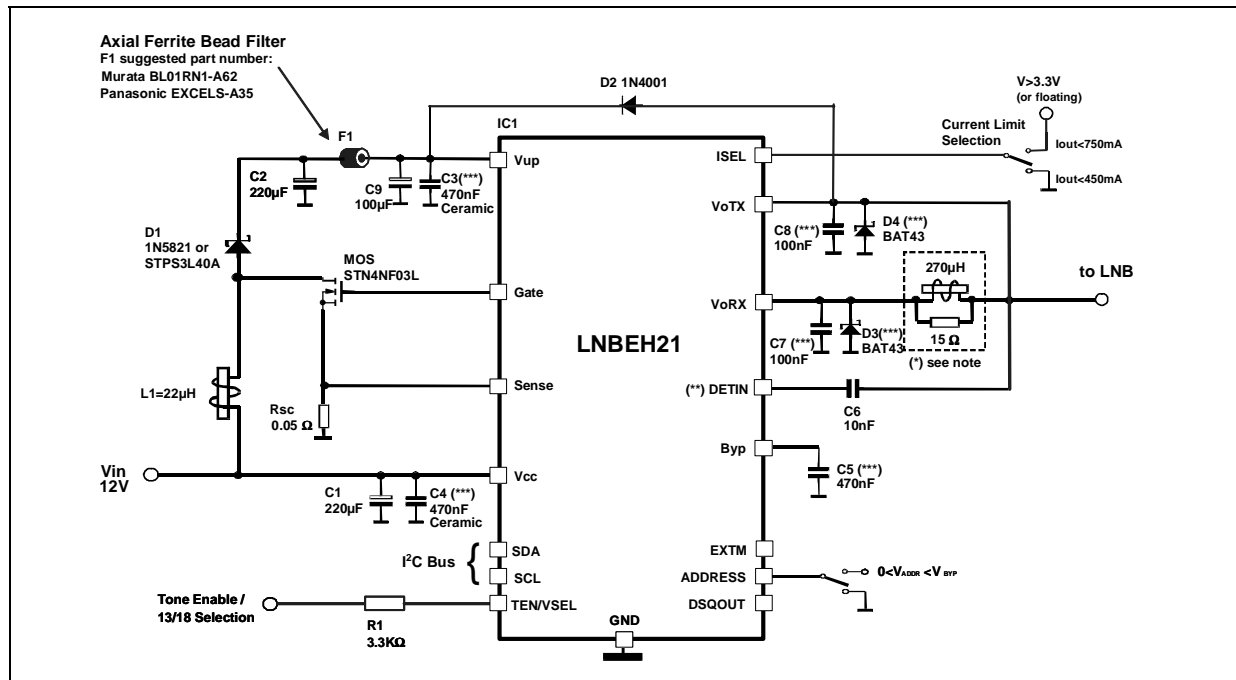 Axial Ferrite Bead Filter
F1 suggested part number:
Murata BL01RN1-A62
Panasonic EXCELS-A35
D2 1N4001
V>3.3V
(or floating)
Current Limit
Selection
Iout<750mA
Iout<450mA
IC1
F1
Vup
ISEL
C2
220µF
C9
100µF
C3(***)
470nF
Ceramic
VoTX
C8 (***)
100nF
D4 (***)
BAT43
D1
1N5821 or
STPS3L40A
MOS
STN4NF03L
Gate
270µH
to LNB
VoRX
LNBEH21
C7 (***)
100nF
D3(***)
BAT43
15 Ω
(*) see note
L1=22µH
Sense
(**) DETIN
C6
10nF
Rsc
0.05 Ω
Byp
C5 (***)
470nF
Vin
12V
Vcc
C1
220µF
C4 (***)
470nF
Ceramic
I²C Bus
SDA
SCL
EXTM
ADDRESS
0<VADDR <VBYP
Tone Enable /
13/18 Selection
TEN/VSEL
DSQOUT
R1
3.3KΩ
GND